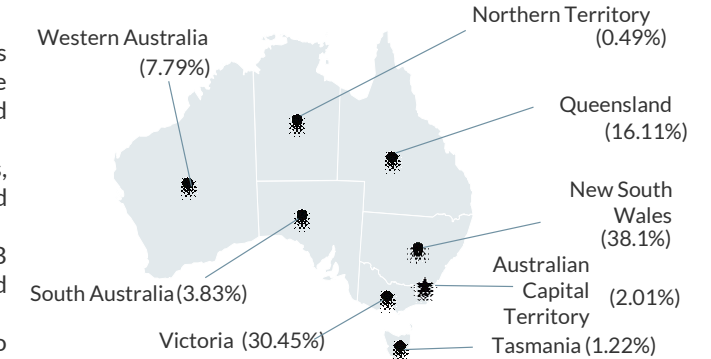 Northern Territory
(0.49%)
Western Australia
(7.79%)
Queensland
(16.11%)
New South
Wales
(38.1%)
Australian
Capital
Territory
(2.01%)
South Australia (3.83%)
Victoria (30.45%)
Tasmania (1.22%)